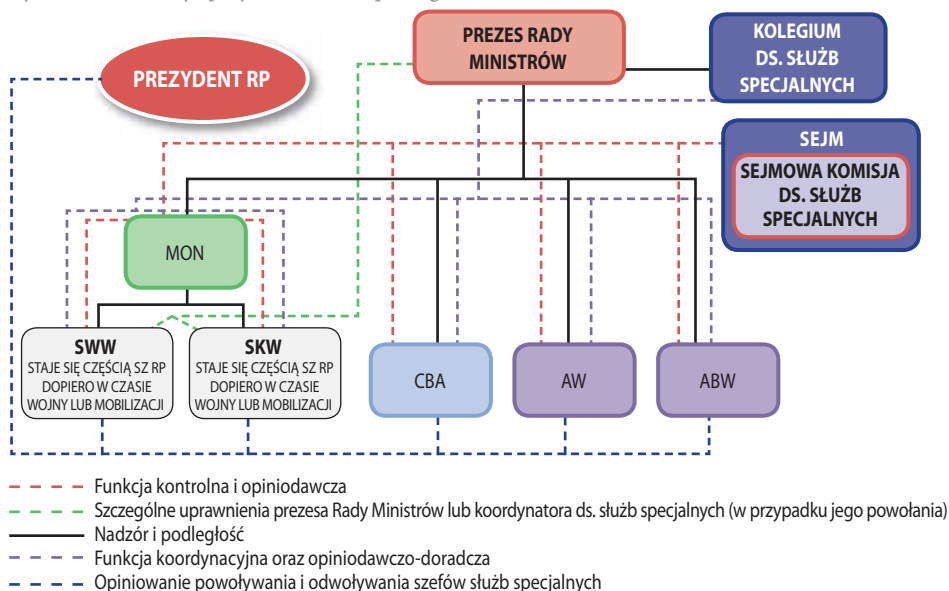 PREZES RADY
MINISTRÓW
KOLEGIUM
DS. SŁUŻB
SPECJALNYCH
PREZYDENT RP
SEJM
SEJMOWA KOMISJA
DS. SŁUŻB
SPECJALNYCH
MON
SWW
STAJE SIĘ CZĘŚCIĄ SZ RP
DOPIERO W CZASIE
WOJNY LUB MOBILIZACJI
SKW
STAJE SIĘ CZĘŚCIĄ SZ RP
DOPIERO W CZASIE
WOJNY LUB MOBILIZACJI
CBA
AW
ABW
Funkcja kontrolna i opiniodawcza
Szczególne uprawnienia prezesa Rady Ministrów lub koordynatora ds. służb specjalnych (w przypadku jego powołania)
Nadzór i podległość
Funkcja koordynacyjna oraz opiniodawczo-doradcza
Opiniowanie powoływania i odwoływania szefów służb specjalnych